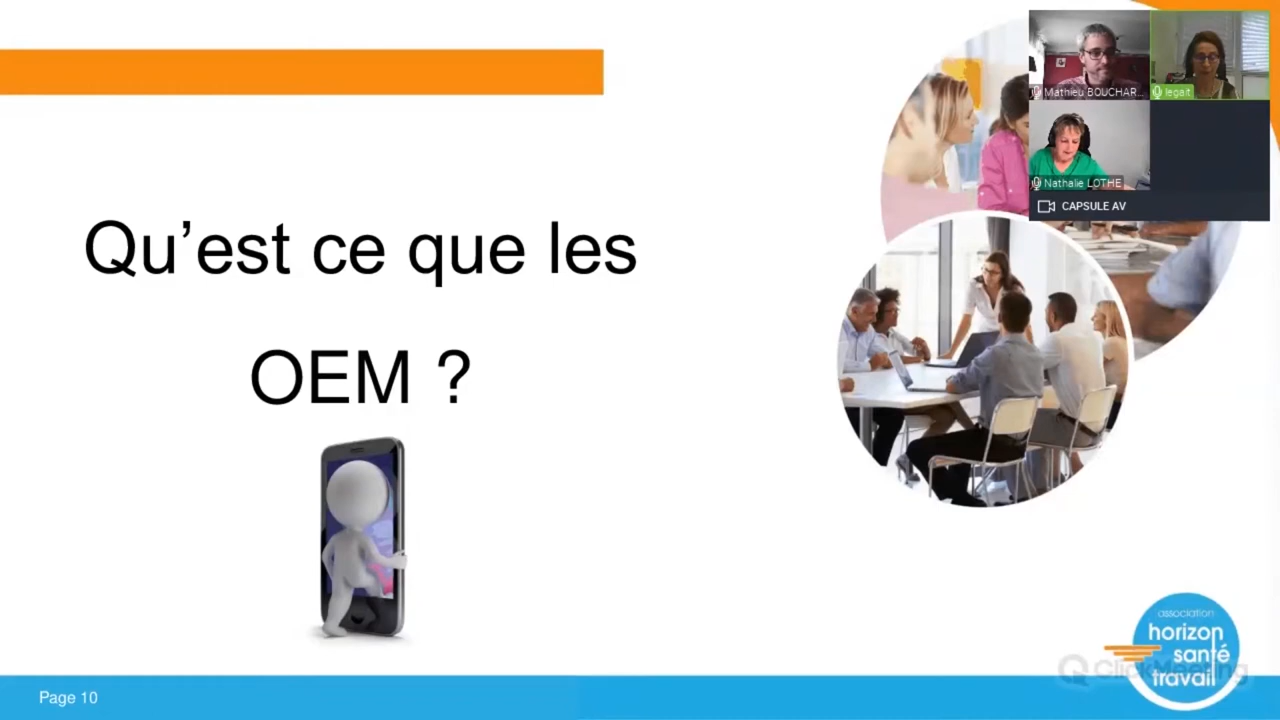 Qu'est ce que les
OEM ?
Mathieu BOUCHAR...
legait
Nathalie LOTHE
CAPSULE AV
association
horizon
santé
travail
ClickMeeting
Page 10